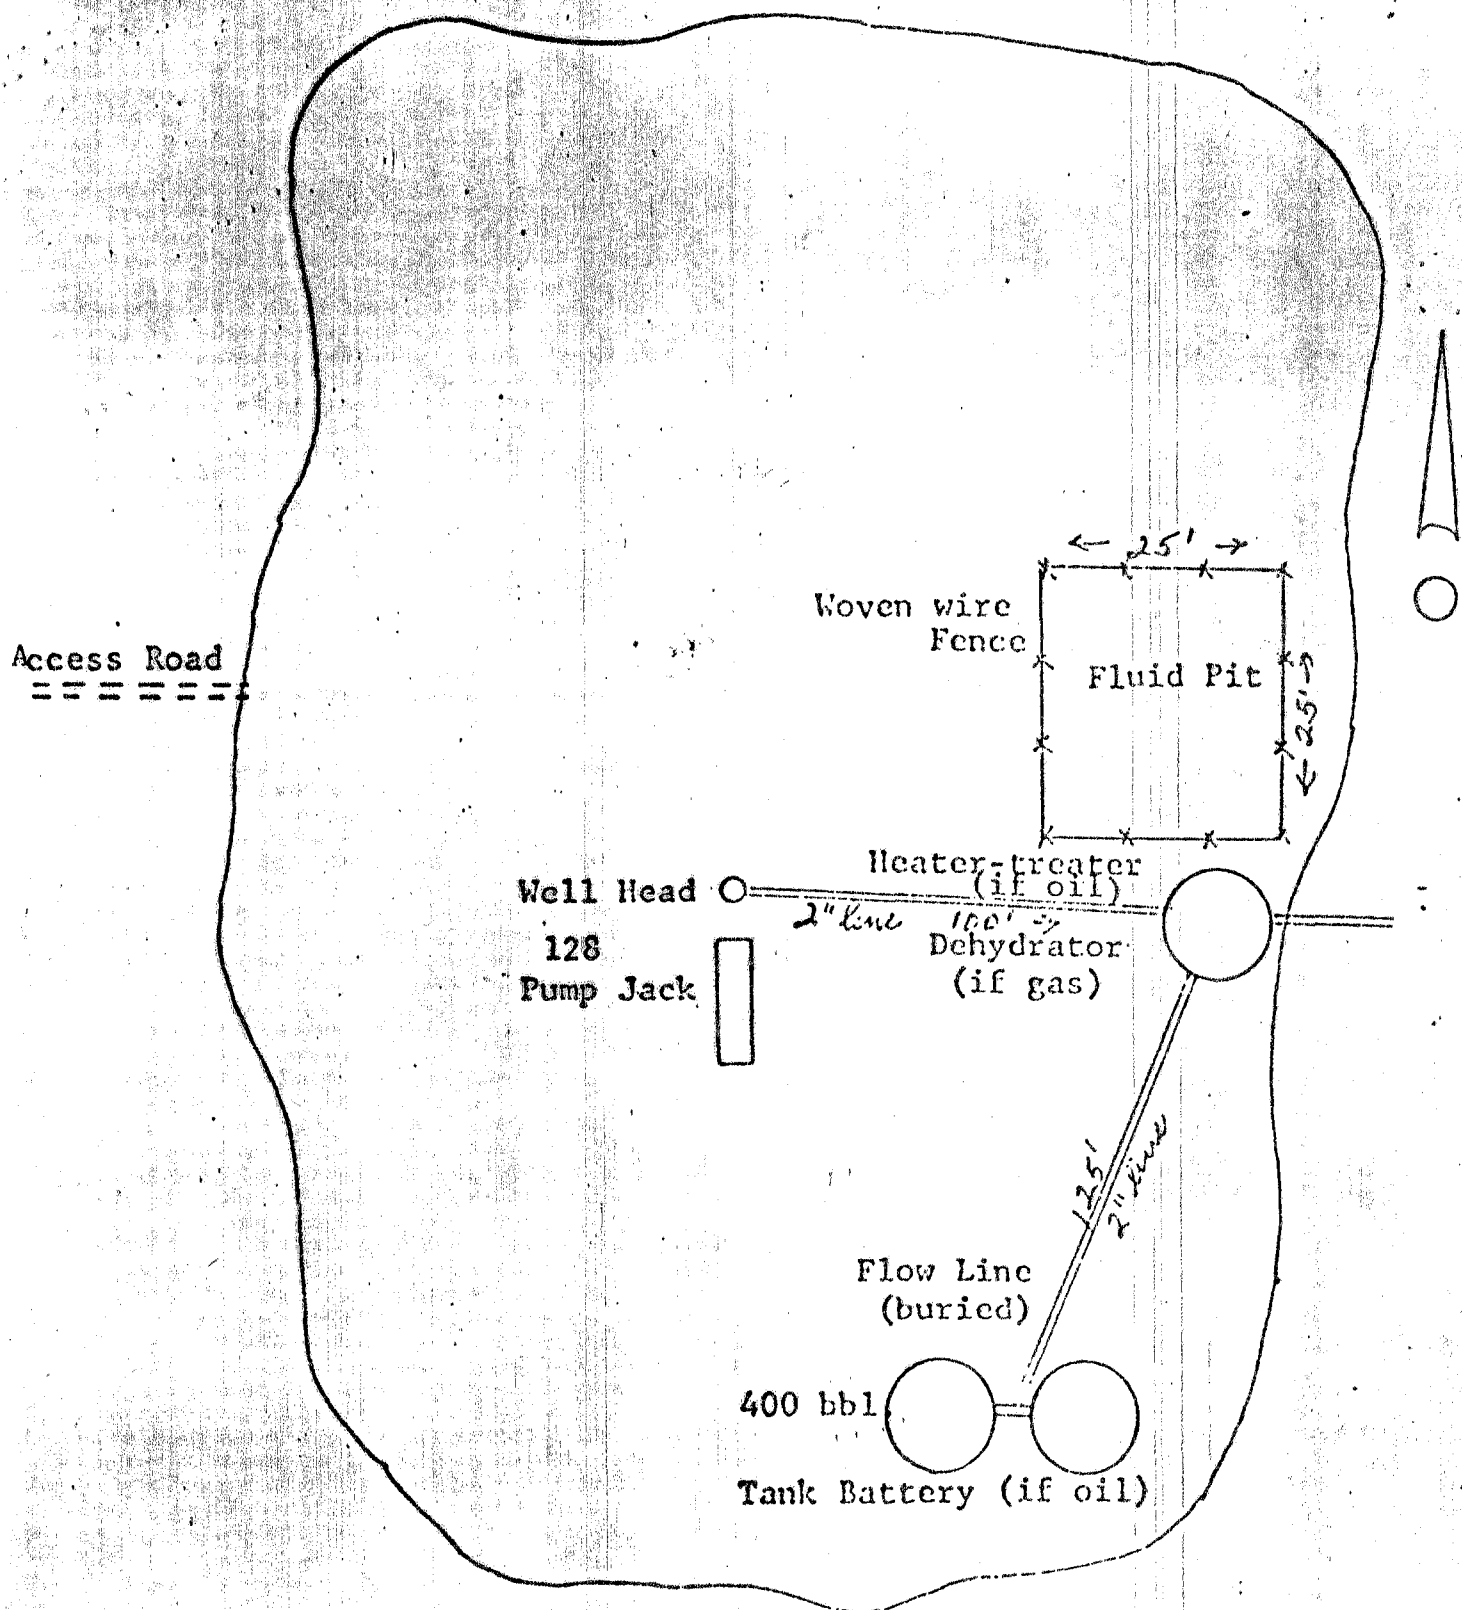 25'
Woven wire
Fence
Access Road
Fluid Pit
25'
Heater-treater
(if oil)
Well Head
2" line 100'
128
Dehydrator
Pump Jack
(if gas)
125'
2" line
Flow Line
(buried)
400 bbl
Tank Battery (if oil)